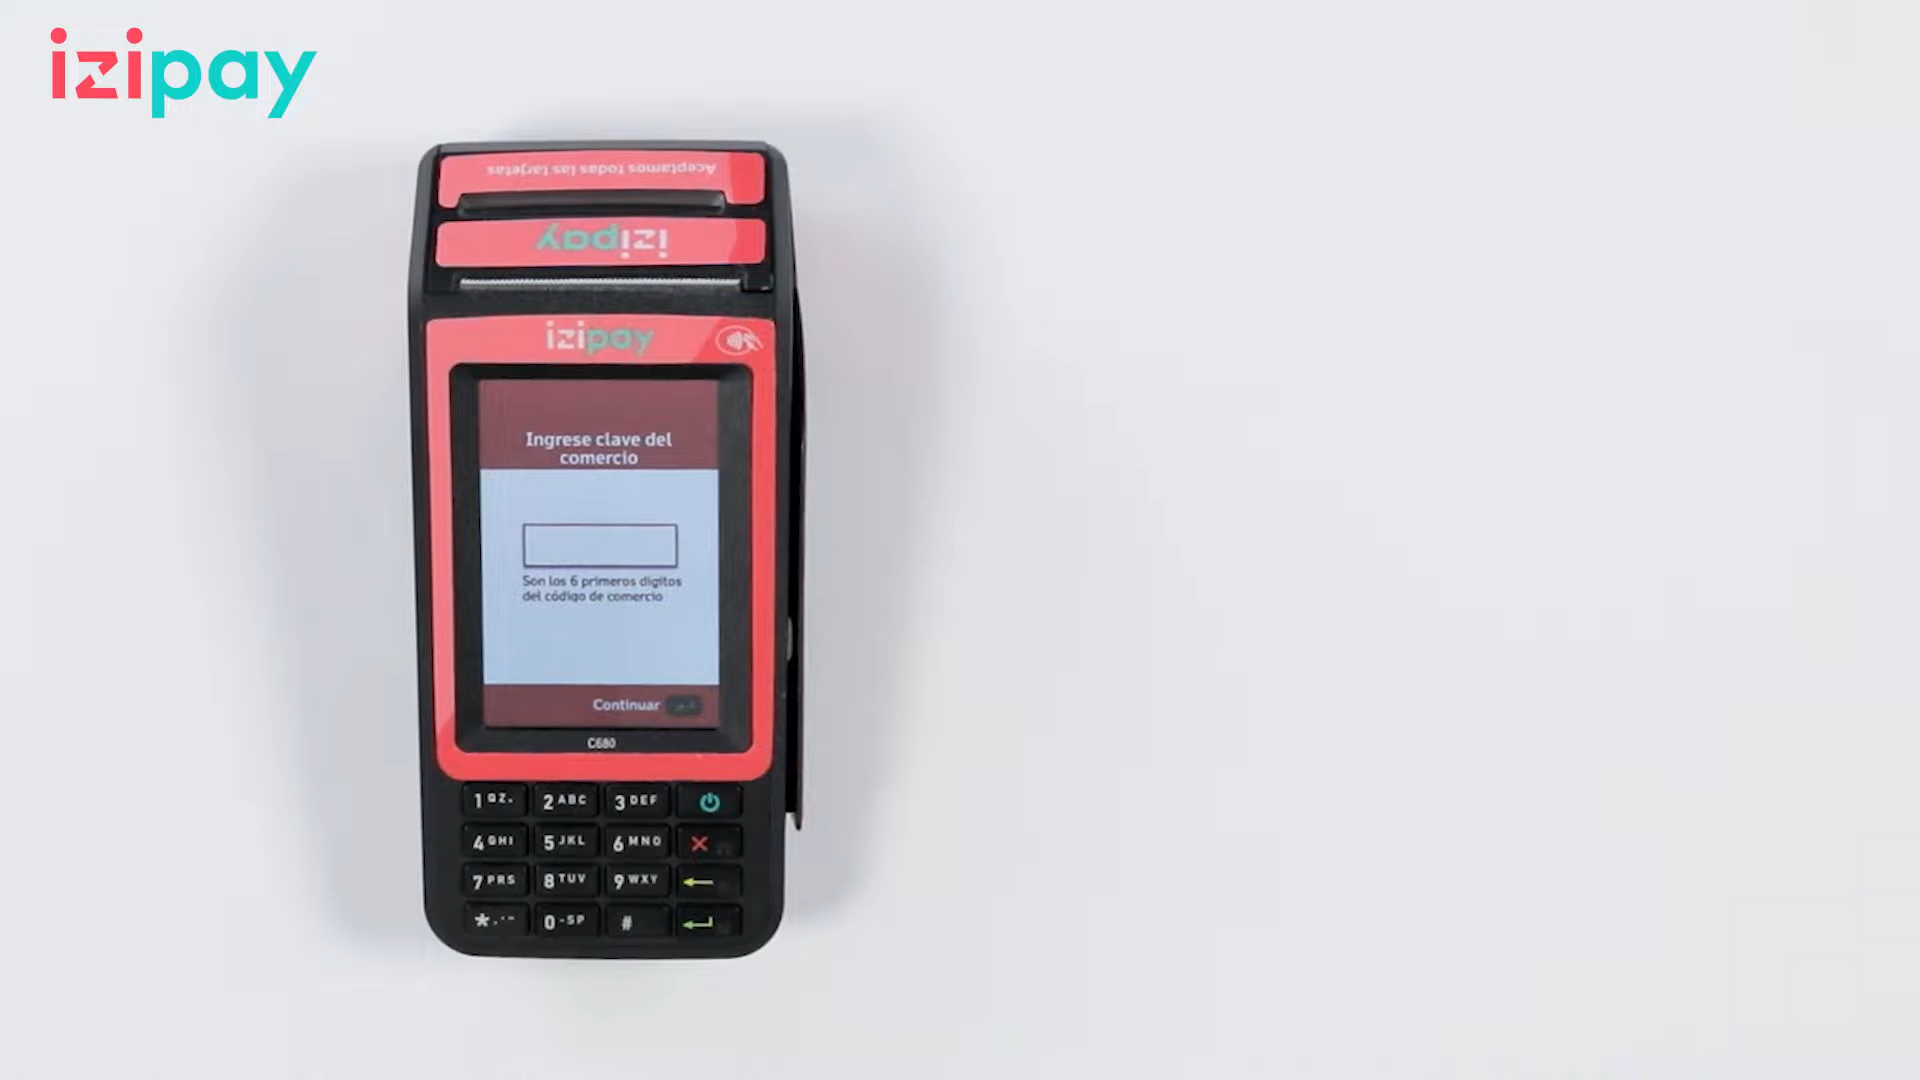 izipay
Aceptamos todas las tarjetas
izipay
izipay
Ingrese clave del
comercio
Son los 6 primeros dígitos
del código de comercio
Continuar
C680
1 QZ. 2 ABC 3 DEF
4 GHI 5 JKL 6 MNO
7 PRS 8 TUV 9 WXY
* 0 -SP #